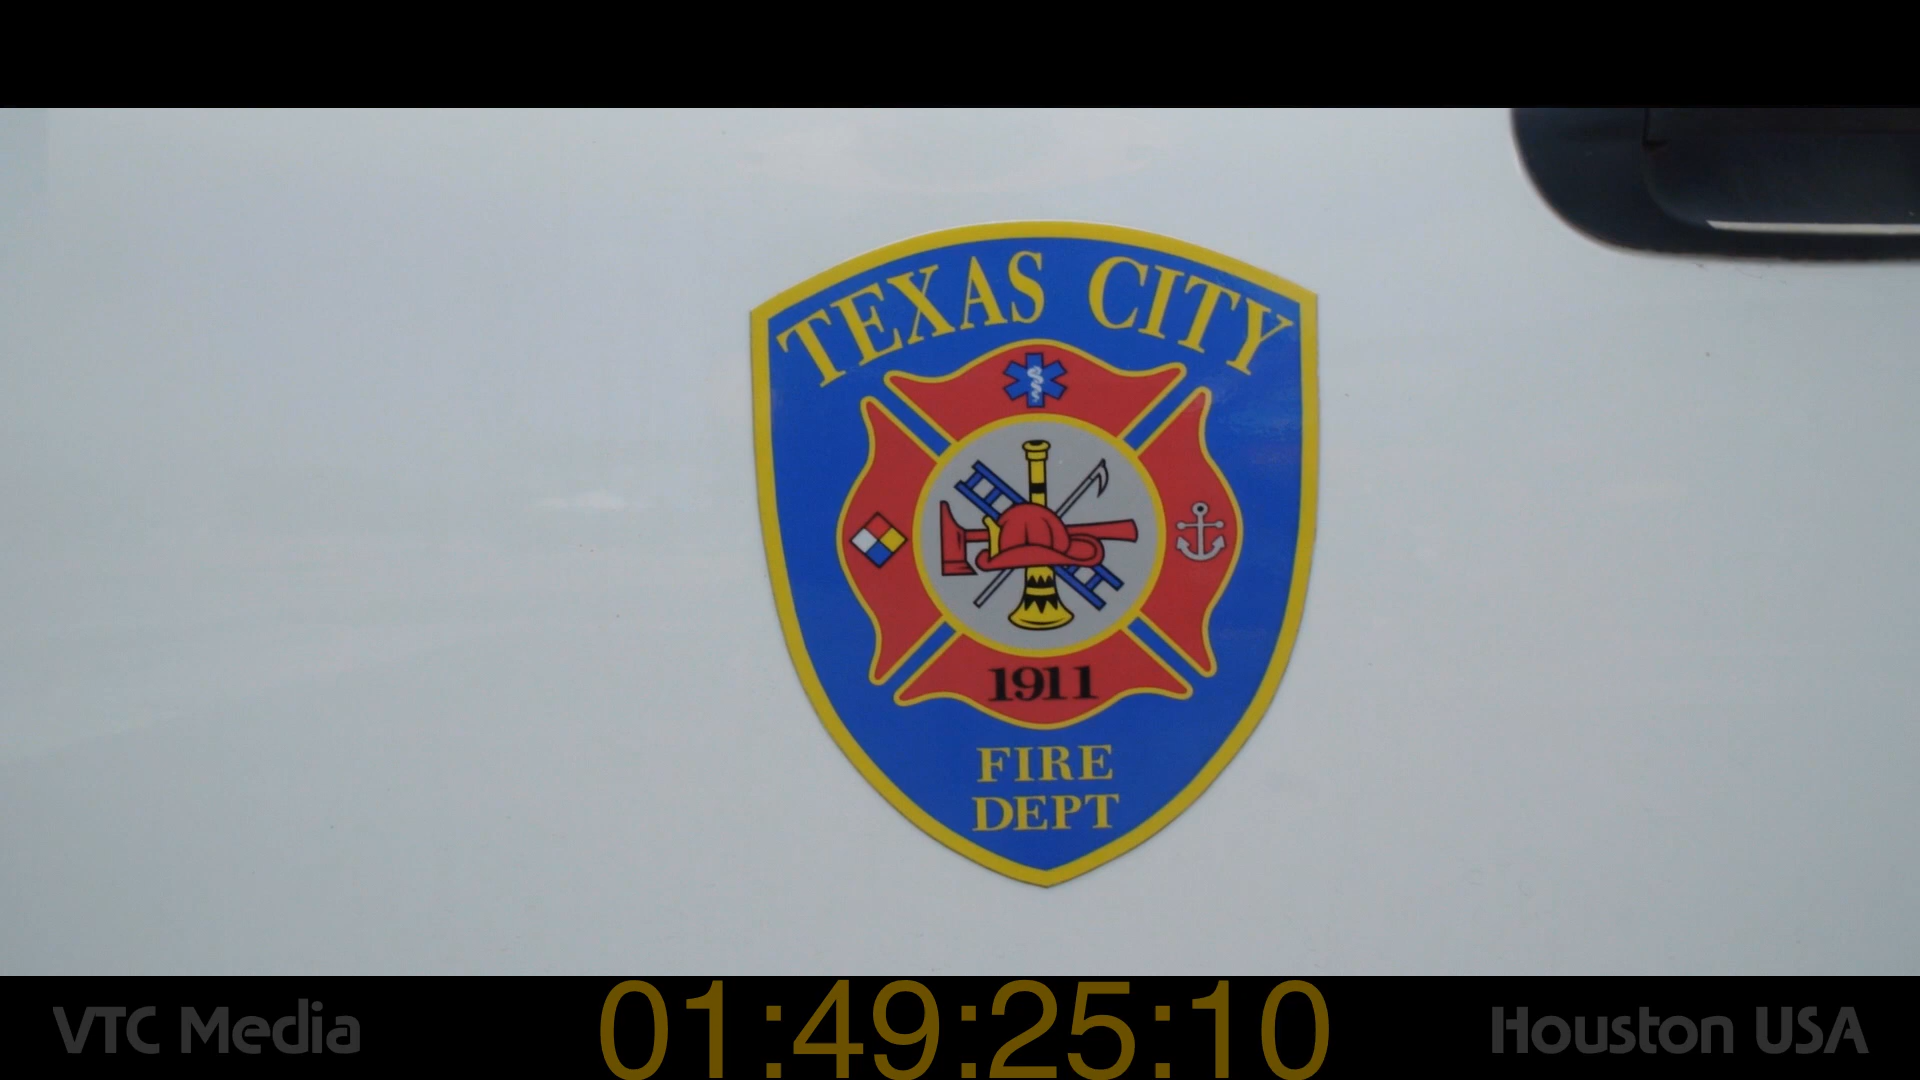 TEXAS CITY
1911
FIRE
DEPT
VTC Media
01:49:25:10
Houston USA